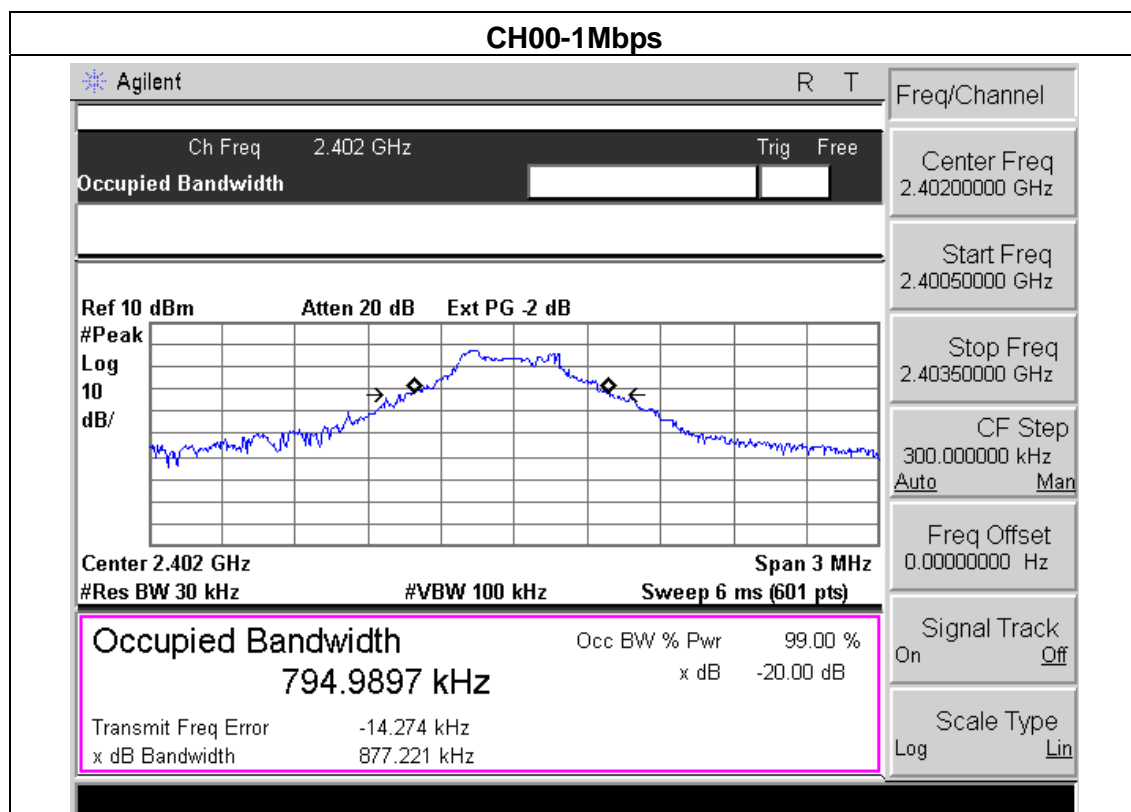 CH00-1Mbps
Agilent R T
Ch Freq 2.402 GHz Trig Free
Occupied Bandwidth
Ref 10 dBm Atten 20 dB Ext PG -2 dB
#Peak
Log
10
dB/
Center 2.402 GHz Span 3 MHz
#Res BW 30 kHz #VBW 100 kHz Sweep 6 ms (601 pts)
Occupied Bandwidth Occ BW % Pwr 99.00 %
794.9897 kHz x dB -20.00 dB
Transmit Freq Error -14.274 kHz
x dB Bandwidth 877.221 kHz
Freq/Channel
Center Freq
2.40200000 GHz
Start Freq
2.40050000 GHz
Stop Freq
2.40350000 GHz
CF Step
300.000000 kHz
Auto Man
Freq Offset
0.00000000 Hz
Signal Track
On Off
Scale Type
Log Lin